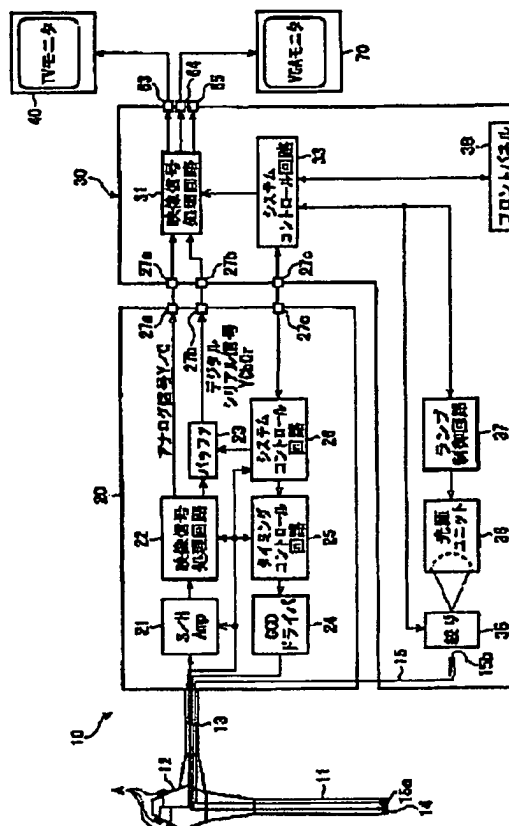 40
TVモニタ
VGAモニタ
70
63
64
65
30
31
映像信号
処理回路
33
システム
コントロール回路
38
フロントパネル
27a
27b
27c
27a
27b
27c
アナログ信号Y/C
デジタル
シリアル信号
YCbCr
20
22
映像信号
処理回路
23
バッファ
26
システム
コントロール
回路
21
S/H
Amp
25
タイミング
コントロール
回路
24
CCD
ドライバ
37
ランプ
制御回路
36
光源
ユニット
35
絞り
15b
15
10
12
13
11
15a
14